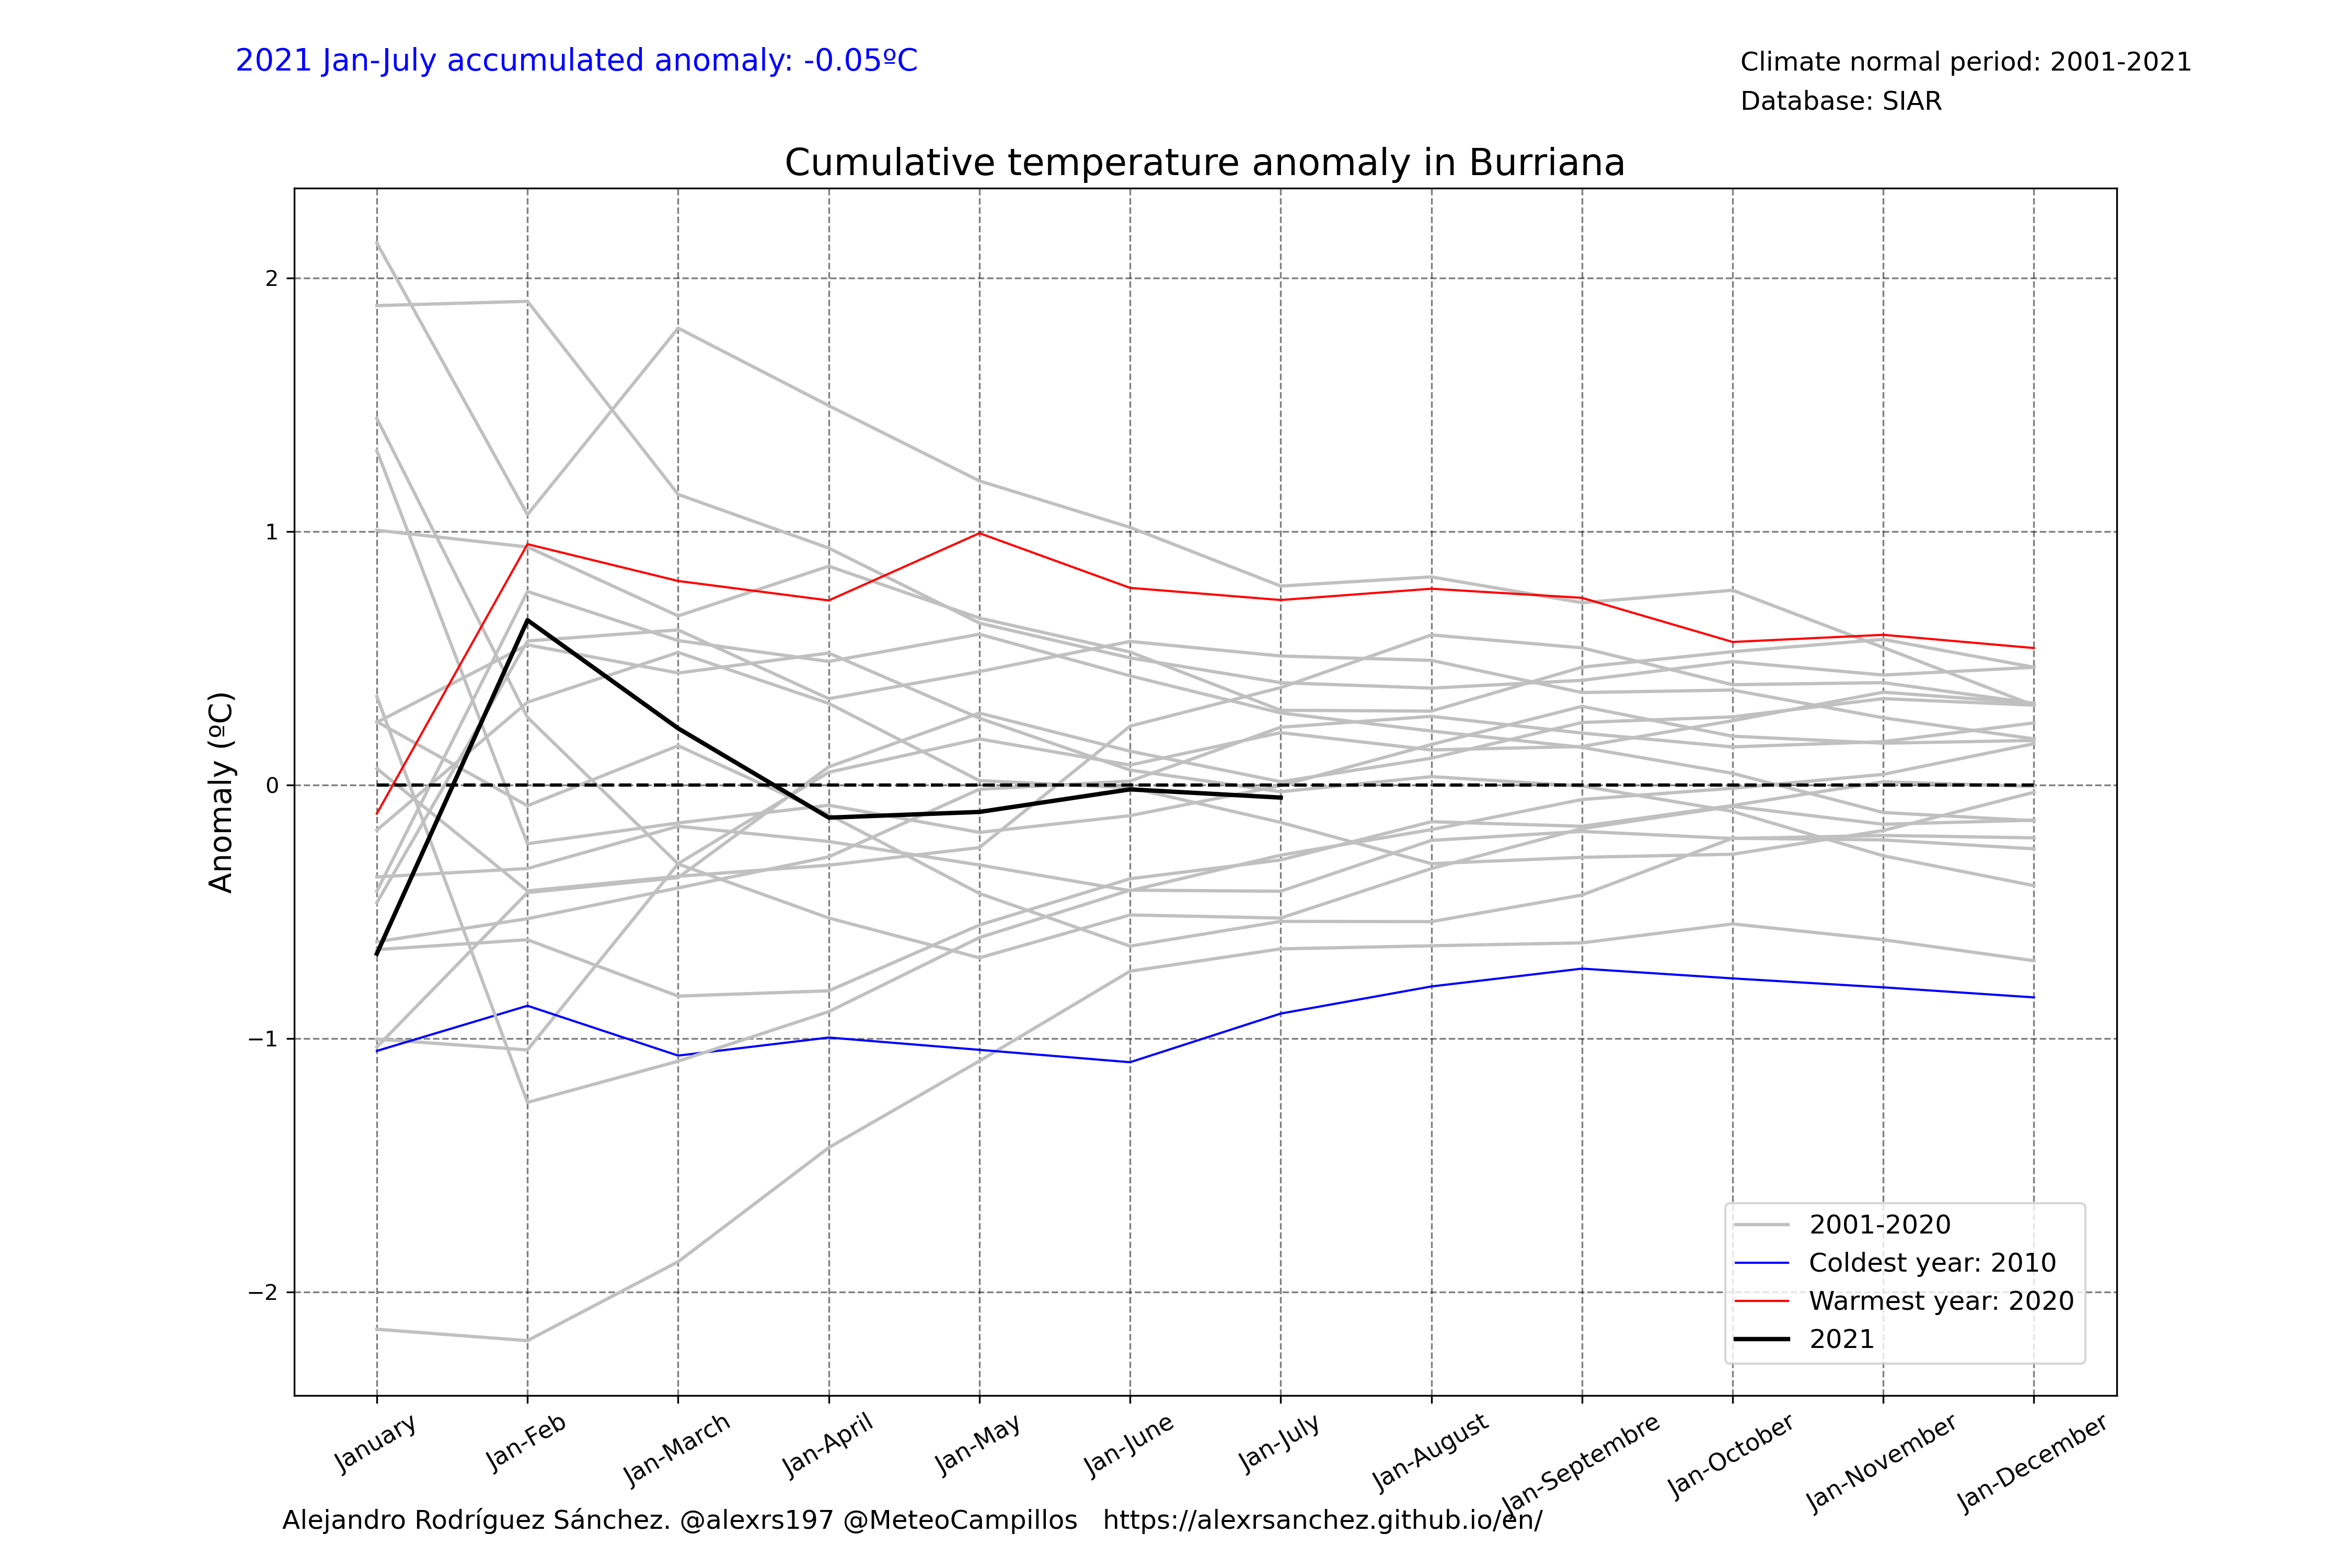 2021 Jan-July accumulated anomaly: -0.05ºC
Climate normal period: 2001-2021
Database: SIAR
Cumulative temperature anomaly in Burriana
Anomaly (ºC)
2
1
0
−1
−2
2001-2020
Coldest year: 2010
Warmest year: 2020
2021
January
Jan-Feb
Jan-March
Jan-April
Jan-May
Jan-June
Jan-July
Jan-August
Jan-Septembre
Jan-October
Jan-November
Jan-December
Alejandro Rodríguez Sánchez. @alexrs197 @MeteoCampillos   https://alexrsanchez.github.io/en/